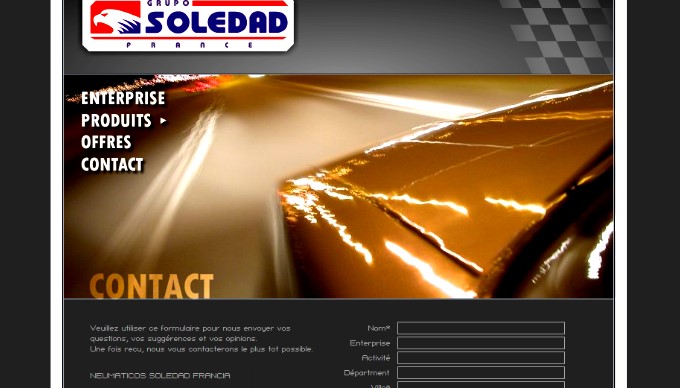 GRUPO
SOLEDAD
FRANCE
ENTERPRISE
PRODUITS
OFFRES
CONTACT
CONTACT
Veuillez utiliser ce formulaire pour nous envoyer vos
questions, vos suggérences et vos opinions.
Une fois recu, nous vous contacterons le plus tot possible.
NEUMATICOS SOLEDAD FRANCIA
Nom*
Enterprise
Activité
Départment